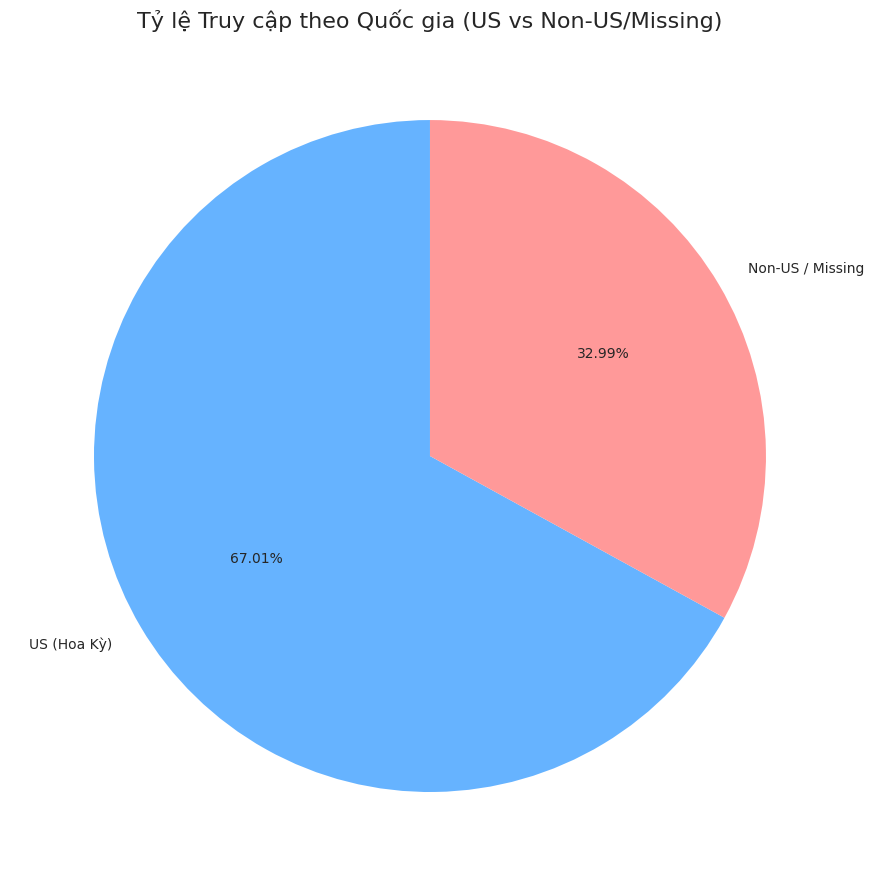 Tỷ lệ Truy cập theo Quốc gia (US vs Non-US/Missing)
Non-US / Missing
32.99%
67.01%
US (Hoa Kỳ)